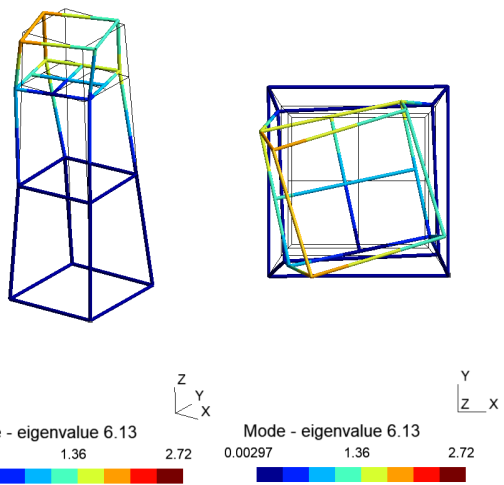 Z
Y
X
Y
Z X
- eigenvalue 6.13
1.36 2.72
Mode - eigenvalue 6.13
0.00297 1.36 2.72